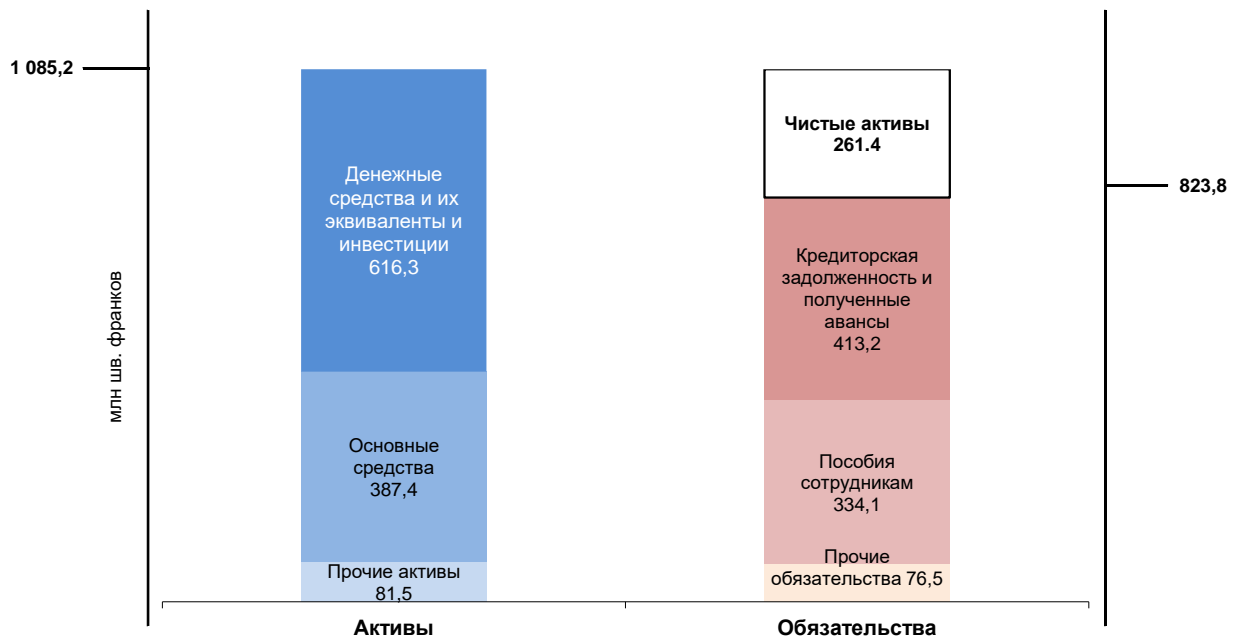 1 085,2
млн шв. франков
Денежные
средства и их
эквиваленты и
инвестиции
616,3
Основные
средства
387,4
Прочие активы
81,5
Активы
Чистые активы
261.4
Кредиторская
задолженность и
полученные
авансы
413,2
Пособия
сотрудникам
334,1
Прочие
обязательства 76,5
Обязательства
823,8